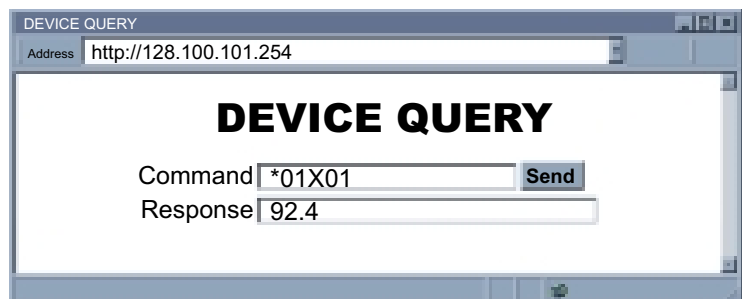 DEVICE QUERY
Address http://128.100.101.254
DEVICE QUERY
Command *01X01 Send
Response 92.4